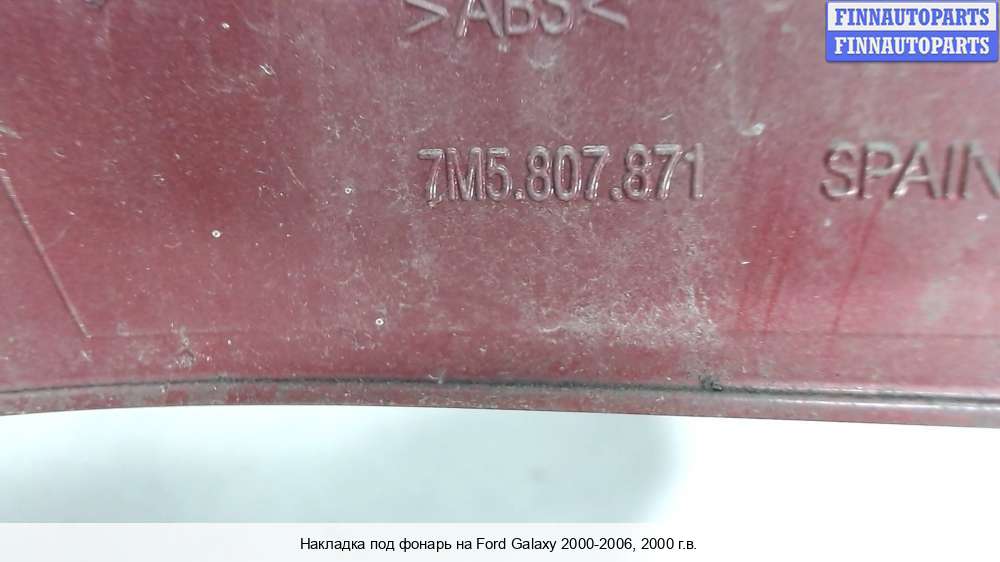 >ABS<
FINNAUTOPARTS
FINNAUTOPARTS
7M5.807.871
SPAIN
Накладка под фонарь на Ford Galaxy 2000-2006, 2000 г.в.